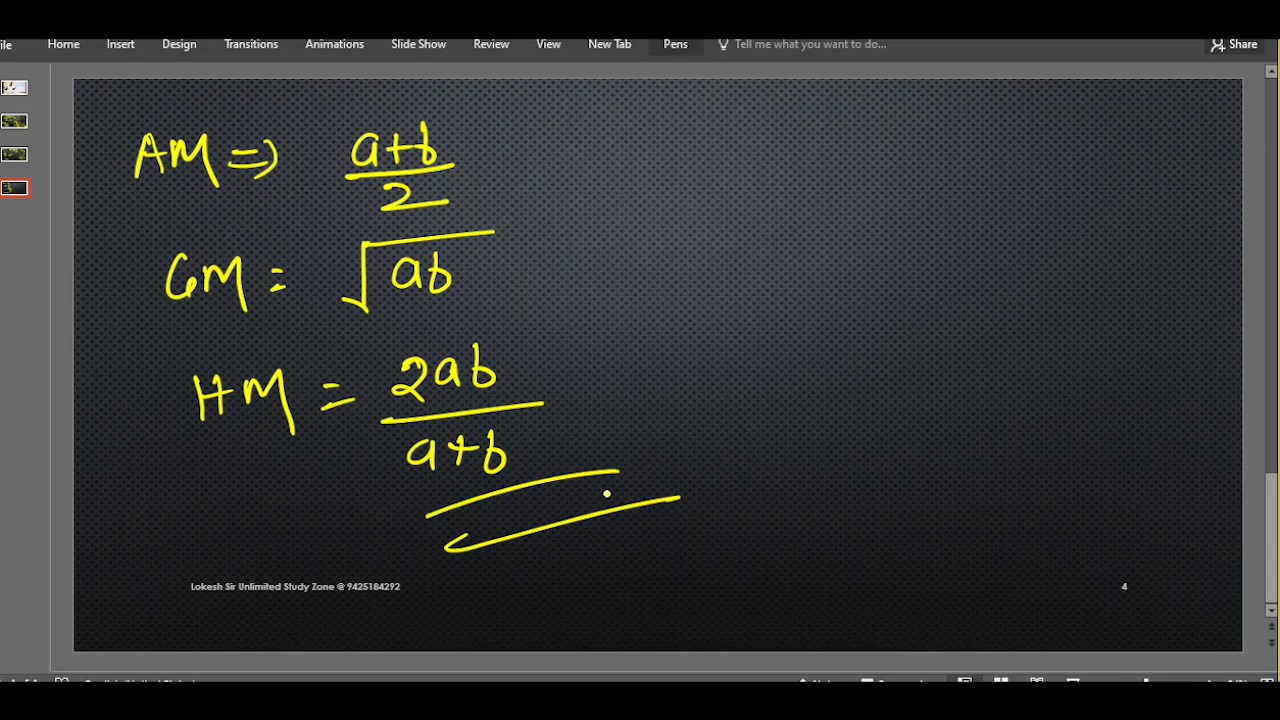 ile Home Insert Design Transitions Animations Slide Show Review View New Tab Pens Tell me what you want to do... Share
AM => a+b/2
GM = √ab
HM = 2ab/a+b
Lokesh Sir Unlimited Study Zone @ 9425184292 4